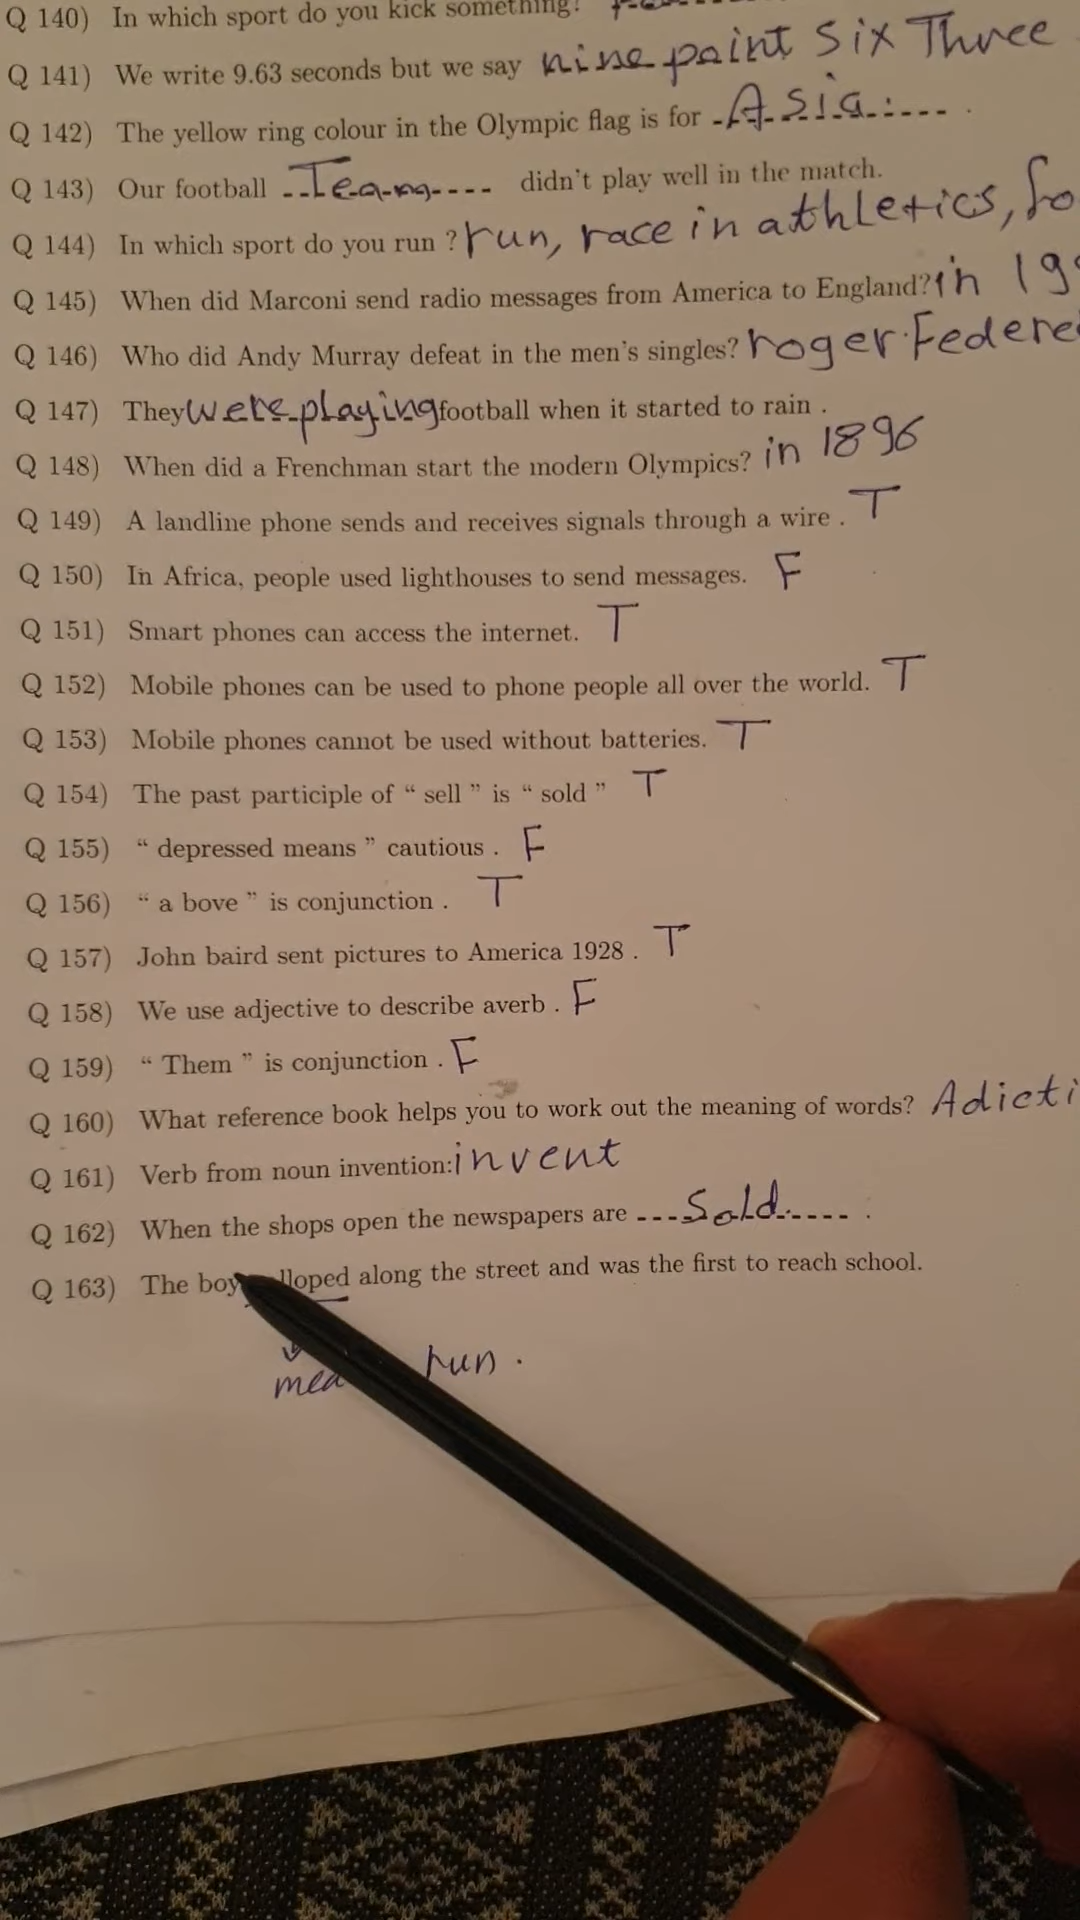 Q 140) In which sport do you kick something?
Q 141) We write 9.63 seconds but we say nine point six Three
Q 142) The yellow ring colour in the Olympic flag is for Asia .
Q 143) Our football Team didn't play well in the match.
Q 144) In which sport do you run ? run, race in athletics, fo
Q 145) When did Marconi send radio messages from America to England? in 19
Q 146) Who did Andy Murray defeat in the men's singles? roger Federe
Q 147) They were playing football when it started to rain .
Q 148) When did a Frenchman start the modern Olympics? in 1896
Q 149) A landline phone sends and receives signals through a wire . T
Q 150) In Africa, people used lighthouses to send messages. F
Q 151) Smart phones can access the internet. T
Q 152) Mobile phones can be used to phone people all over the world. T
Q 153) Mobile phones cannot be used without batteries. T
Q 154) The past participle of " sell " is " sold " T
Q 155) " depressed means " cautious . F
Q 156) " a bove " is conjunction . T
Q 157) John baird sent pictures to America 1928 . T
Q 158) We use adjective to describe averb . F
Q 159) " Them " is conjunction . F
Q 160) What reference book helps you to work out the meaning of words? A dicti
Q 161) Verb from noun invention: invent
Q 162) When the shops open the newspapers are Sold .
Q 163) The boy lloped along the street and was the first to reach school.
mea run .